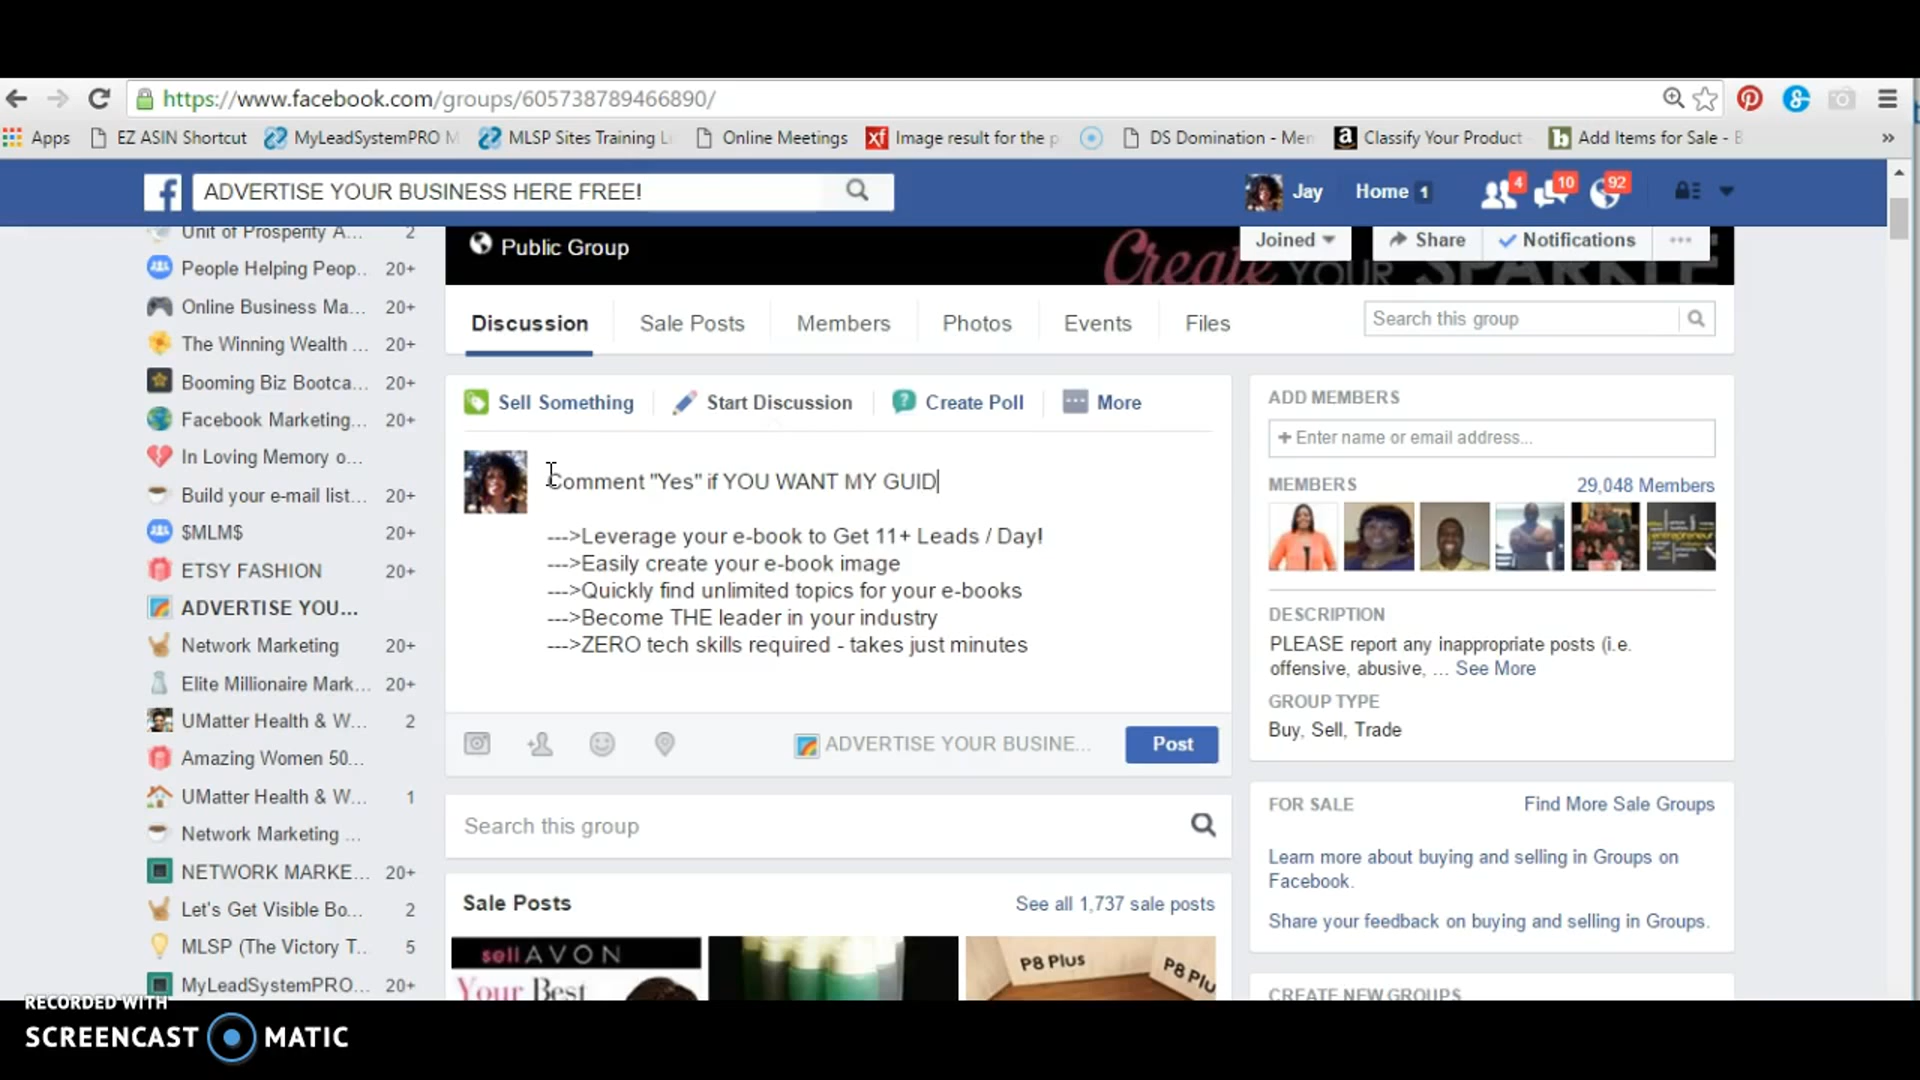 https://www.facebook.com/groups/605738789466890/
Apps EZ ASIN Shortcut MyLeadSystemPRO M MLSP Sites Training L Online Meetings Image result for the p DS Domination - Mem Classify Your Product Add Items for Sale - B »
ADVERTISE YOUR BUSINESS HERE FREE! Jay Home 1 4 10 92
Unit of Prosperity A... 2
People Helping Peop... 20+
Online Business Ma... 20+
The Winning Wealth ... 20+
Booming Biz Bootca... 20+
Facebook Marketing... 20+
In Loving Memory o...
Build your e-mail list... 20+
$MLM$ 20+
ETSY FASHION 20+
ADVERTISE YOU...
Network Marketing 20+
Elite Millionaire Mark... 20+
UMatter Health & W... 2
Amazing Women 50...
UMatter Health & W... 1
Network Marketing ...
NETWORK MARKE... 20+
Let's Get Visible Bo... 2
MLSP (The Victory T... 5
MyLeadSystemPRO... 20+
Public Group
Create YOUR SPARKLE
Joined Share Notifications
Discussion Sale Posts Members Photos Events Files
Search this group
Sell Something Start Discussion Create Poll More
Comment "Yes" if YOU WANT MY GUID
--->Leverage your e-book to Get 11+ Leads / Day!
--->Easily create your e-book image
--->Quickly find unlimited topics for your e-books
--->Become THE leader in your industry
--->ZERO tech skills required - takes just minutes
ADVERTISE YOUR BUSINE... Post
Search this group
Sale Posts See all 1,737 sale posts
sell AVON
Your Best
P8 Plus
P8 Plu
ADD MEMBERS
+ Enter name or email address...
MEMBERS 29,048 Members
entrepreneur
DESCRIPTION
PLEASE report any inappropriate posts (i.e.
offensive, abusive, ... See More
GROUP TYPE
Buy, Sell, Trade
FOR SALE Find More Sale Groups
Learn more about buying and selling in Groups on
Facebook.
Share your feedback on buying and selling in Groups.
CREATE NEW GROUPS
RECORDED WITH
SCREENCAST MATIC